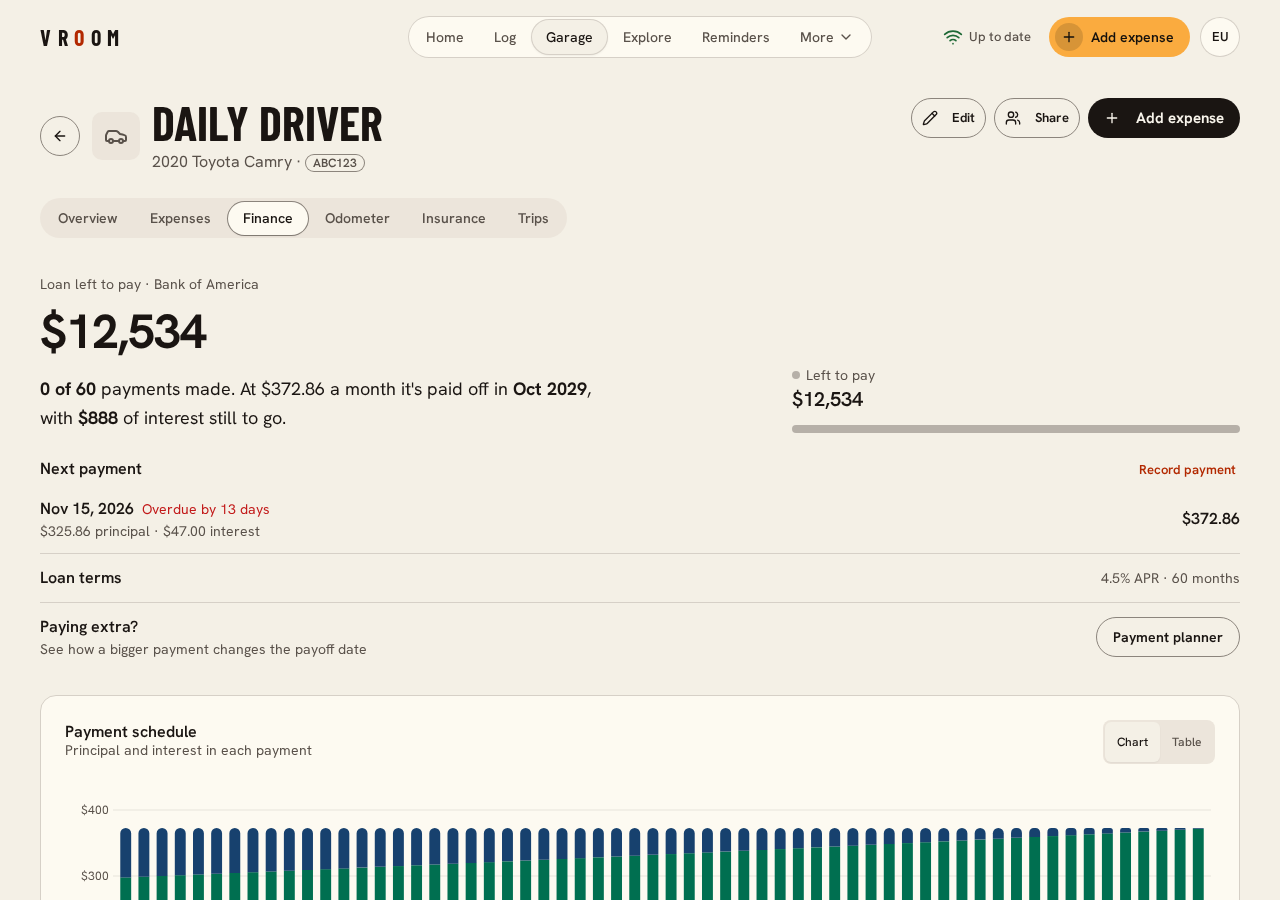 VROOM
Home Log Garage Explore Reminders More
Up to date
Add expense
EU
DAILY DRIVER
2020 Toyota Camry · ABC123
Edit
Share
Add expense
Overview Expenses Finance Odometer Insurance Trips
Loan left to pay · Bank of America
$12,534
0 of 60 payments made. At $372.86 a month it's paid off in Oct 2029,
with $888 of interest still to go.
Left to pay
$12,534
Next payment
Record payment
Nov 15, 2026 Overdue by 13 days
$325.86 principal · $47.00 interest
$372.86
Loan terms
4.5% APR · 60 months
Paying extra?
See how a bigger payment changes the payoff date
Payment planner
Payment schedule
Principal and interest in each payment
Chart Table
$400
$300